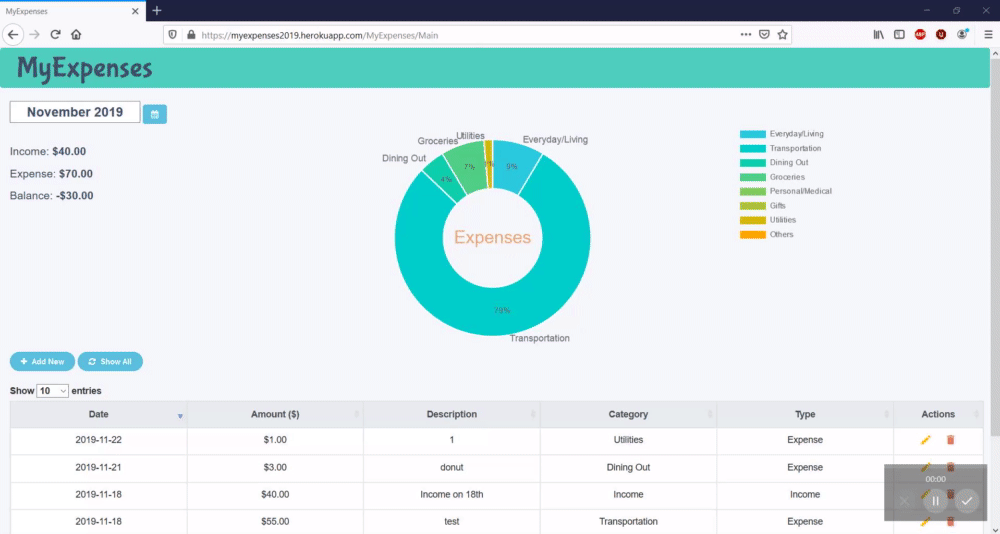 MyExpenses
https://myexpenses2019.herokuapp.com/MyExpenses/Main
MyExpenses
November 2019
Income: $40.00
Expense: $70.00
Balance: -$30.00
Utilities
Groceries
Everyday/Living
Dining Out
7%
4%
Expenses
79%
Transportation
Everyday/Living
Transportation
Dining Out
Groceries
Personal/Medical
Gifts
Utilities
Others
Add New
Show All
Show 10 entries
Date Amount ($) Description Category Type Actions
2019-11-22 $1.00 1 Utilities Expense
2019-11-21 $3.00 donut Dining Out Expense
2019-11-18 $40.00 Income on 18th Income Income
2019-11-18 $55.00 test Transportation Expense
00:00